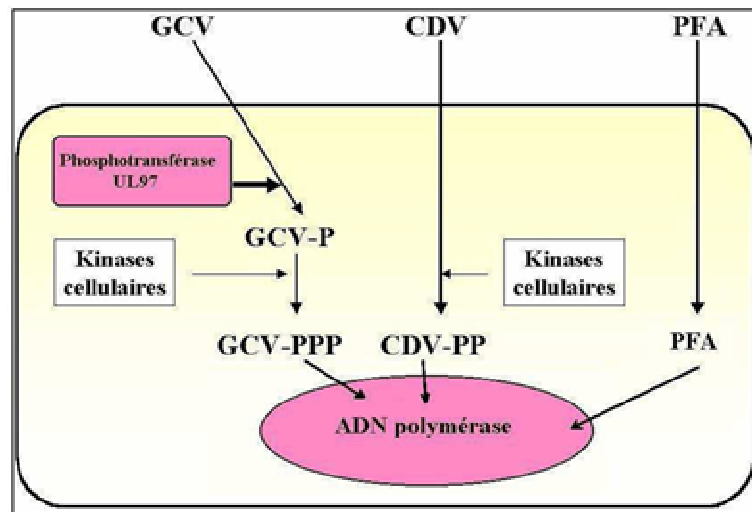 GCV CDV PFA
Phosphotransférase
UL97
GCV-P
Kinases
cellulaires
Kinases
cellulaires
GCV-PPP CDV-PP PFA
ADN polymérase